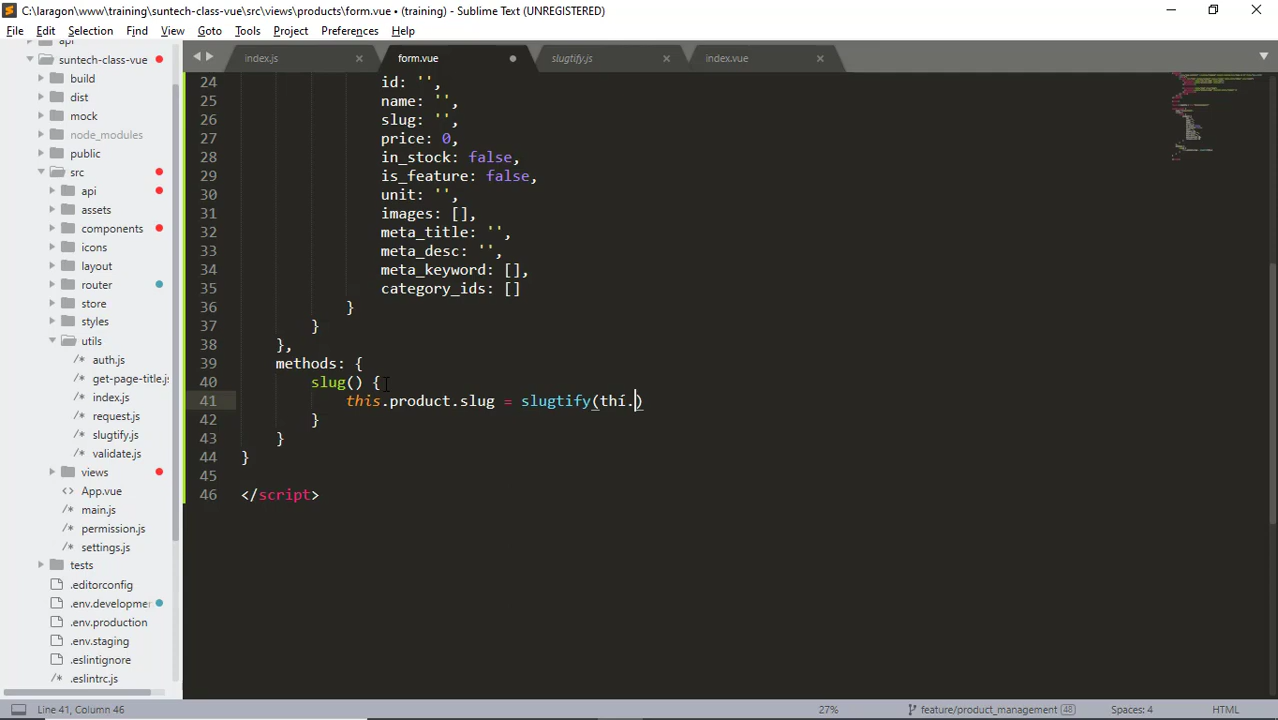 C:\laragon\www\training\suntech-class-vue\src\views\products\form.vue • (training) - Sublime Text (UNREGISTERED)
File Edit Selection Find View Goto Tools Project Preferences Help
index.js form.vue slugtify.js index.vue
suntech-class-vue
build
dist
mock
node_modules
public
src
api
assets
components
icons
layout
router
store
styles
utils
auth.js
get-page-title.js
index.js
request.js
slugtify.js
validate.js
views
App.vue
main.js
permission.js
settings.js
tests
.editorconfig
.env.developme
.env.production
.env.staging
.eslintignore
.eslintrc.js
24 id: '',
25 name: '',
26 slug: '',
27 price: 0,
28 in_stock: false,
29 is_feature: false,
30 unit: '',
31 images: [],
32 meta_title: '',
33 meta_desc: '',
34 meta_keyword: [],
35 category_ids: []
36 }
37 }
38 },
39 methods: {
40 slug() {
41 this.product.slug = slugtify(thí.)
42 }
43 }
44 }
45
46 </script>
Line 41, Column 46 27% feature/product_management 48 Spaces: 4 HTML